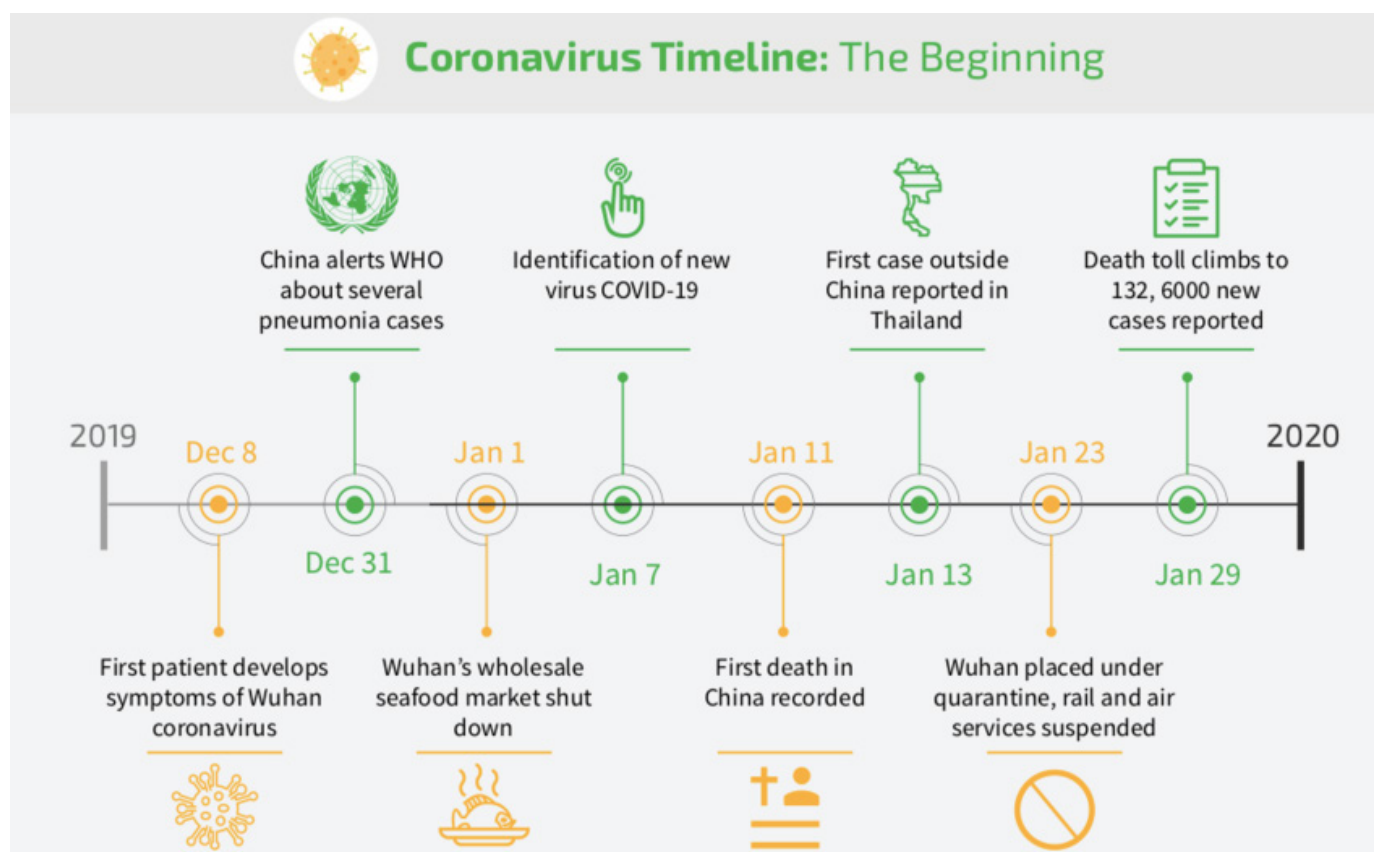 Coronavirus Timeline: The Beginning
China alerts WHO
about several
pneumonia cases
Identification of new
virus COVID-19
First case outside
China reported in
Thailand
Death toll climbs to
132, 6000 new
cases reported
2019
Dec 8
Jan 1
Jan 11
Jan 23
2020
Dec 31
Jan 7
Jan 13
Jan 29
First patient develops
symptoms of Wuhan
coronavirus
Wuhan’s wholesale
seafood market shut
down
First death in
China recorded
Wuhan placed under
quarantine, rail and air
services suspended